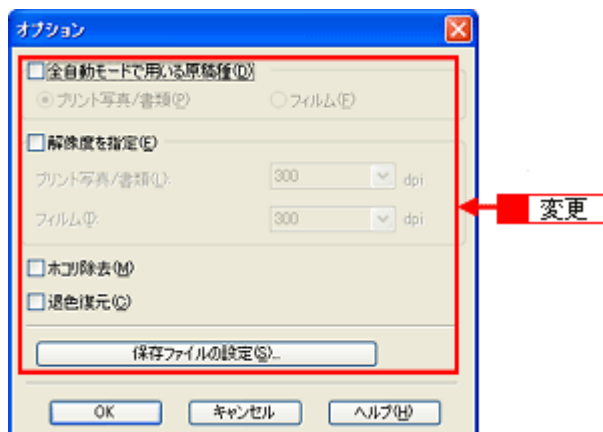 オプション
全自動モードで用いる原稿種(D)
プリント写真/書類(P) フィルム(F)
解像度を指定(E)
プリント写真/書類(L): 300 dpi
フィルム(I): 300 dpi
変更
ホコリ除去(M)
退色復元(C)
保存ファイルの設定(S)...
OK キャンセル ヘルプ(H)